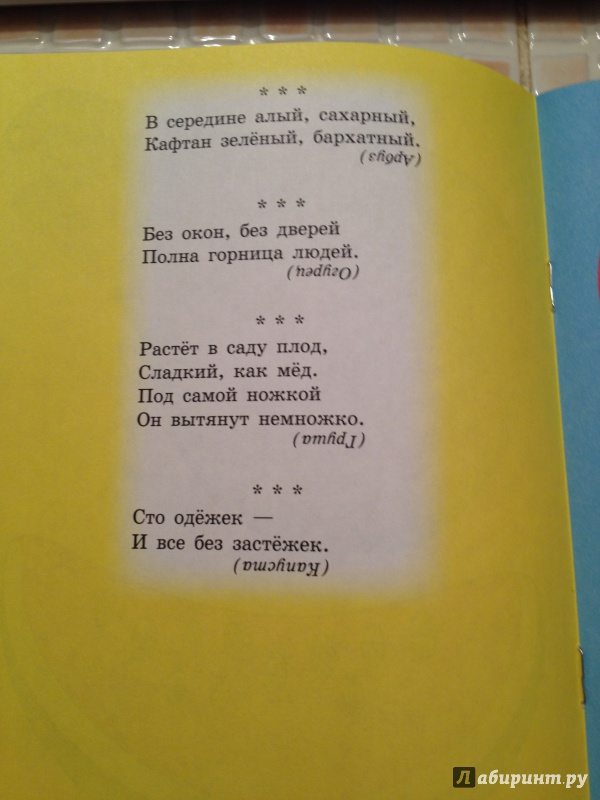 * * *
В середине алый, сахарный,
Кафтан зелёный, бархатный.
(Арбуз)
* * *
Без окон, без дверей
Полна горница людей.
(Огурец)
* * *
Растёт в саду плод,
Сладкий, как мёд.
Под самой ножкой
Он вытянут немножко.
(Груша)
* * *
Сто одёжек —
И все без застёжек.
(Капуста)
Лабиринт.ру